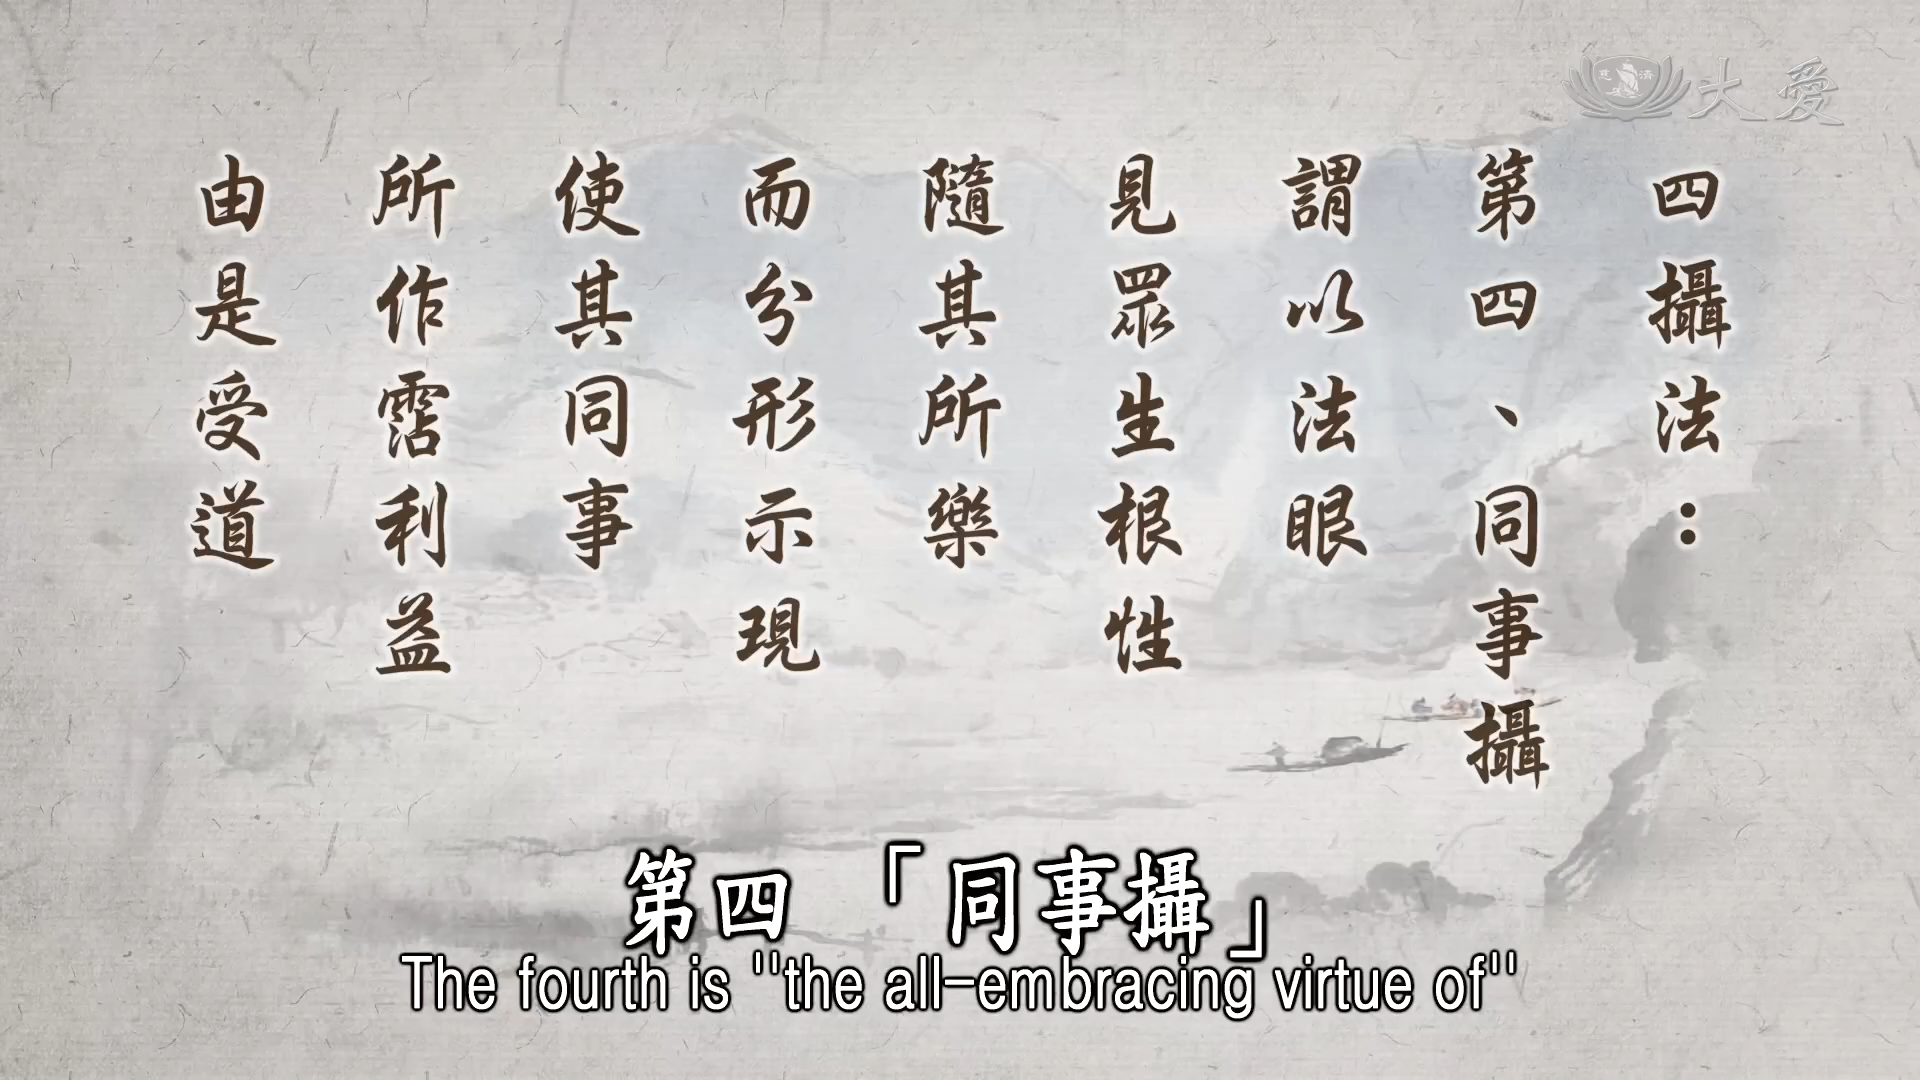 大愛
慈濟
四攝法：
第四、同事攝
謂以法眼
見眾生根性
隨其所樂
而分形示現
使其同事
所作霑利益
由是受道
第四「同事攝」
The fourth is "the all-embracing virtue of"